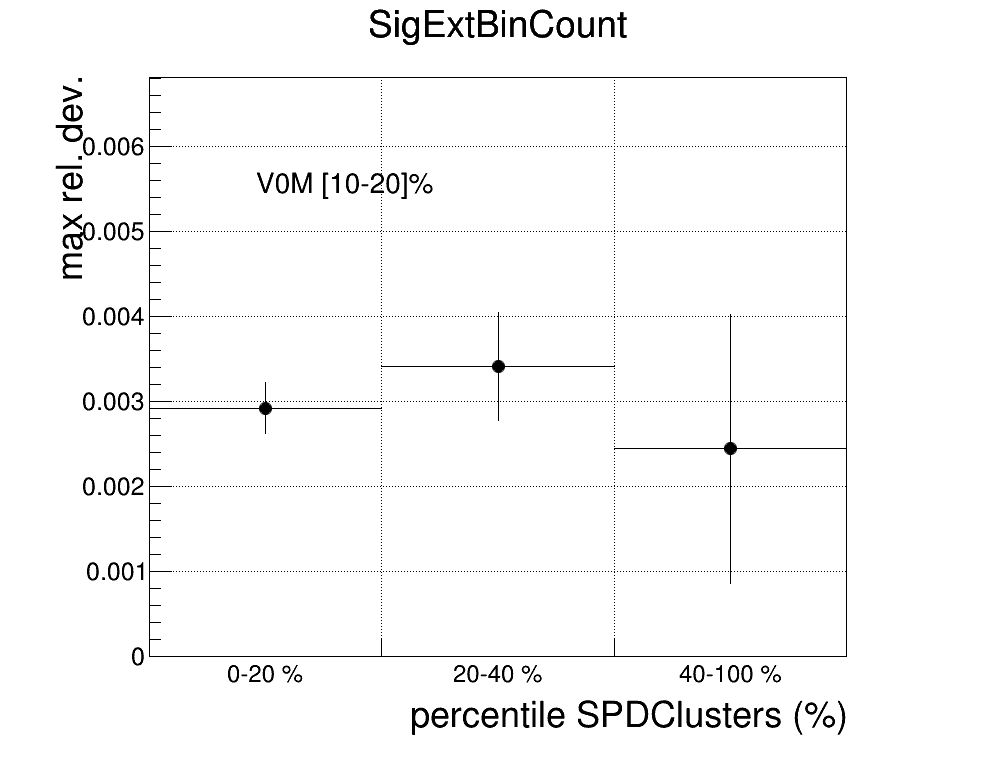 SigExtBinCount
max rel. dev.
0.006
0.005
0.004
0.003
0.002
0.001
0
V0M [10-20]%
0-20 %
20-40 %
40-100 %
percentile SPDClusters (%)